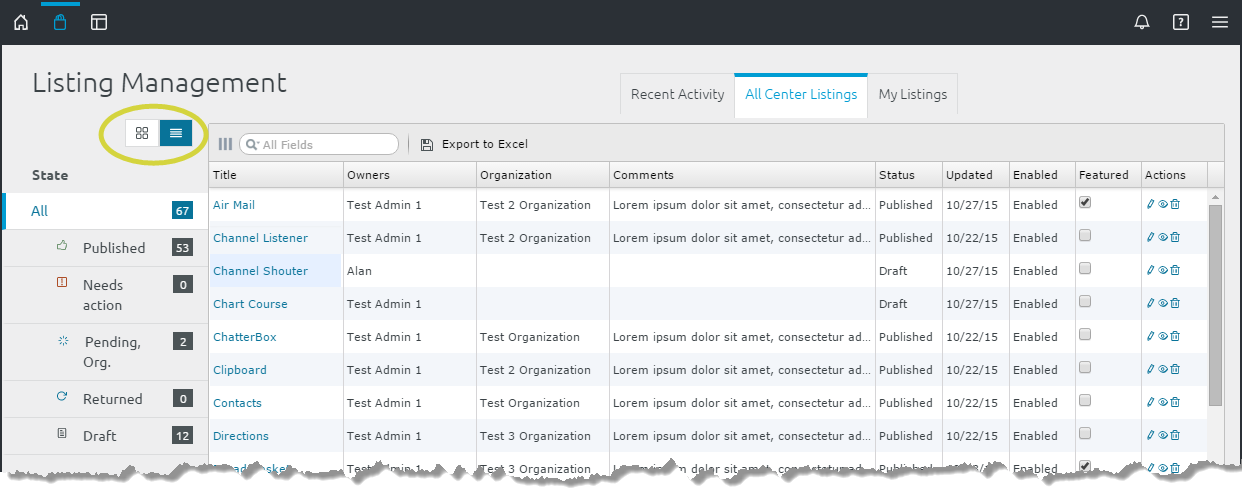 Listing Management
Recent Activity
All Center Listings
My Listings
All Fields
Export to Excel
State
All 67
Published 53
Needs action 0
Pending, Org. 2
Returned 0
Draft 12
Title Owners Organization Comments Status Updated Enabled Featured Actions
Air Mail Test Admin 1 Test 2 Organization Lorem ipsum dolor sit amet, consectetur ad... Published 10/27/15 Enabled
Channel Listener Test Admin 1 Test 2 Organization Lorem ipsum dolor sit amet, consectetur ad... Published 10/22/15 Enabled
Channel Shouter Alan Draft 10/27/15 Enabled
Chart Course Test Admin 1 Draft 10/27/15 Enabled
ChatterBox Test Admin 1 Test Organization Lorem ipsum dolor sit amet, consectetur ad... Published 10/22/15 Enabled
Clipboard Test Admin 1 Test 2 Organization Lorem ipsum dolor sit amet, consectetur ad... Published 10/22/15 Enabled
Contacts Test Admin 1 Test Organization Lorem ipsum dolor sit amet, consectetur ad... Published 10/22/15 Enabled
Directions Test Admin 1 Test 3 Organization Lorem ipsum dolor sit amet, consectetur ad... Published 10/22/15 Enabled
Test Admin 1 Test 3 Organization Lorem ipsum dolor sit amet, consectetur ad... Published Enabled